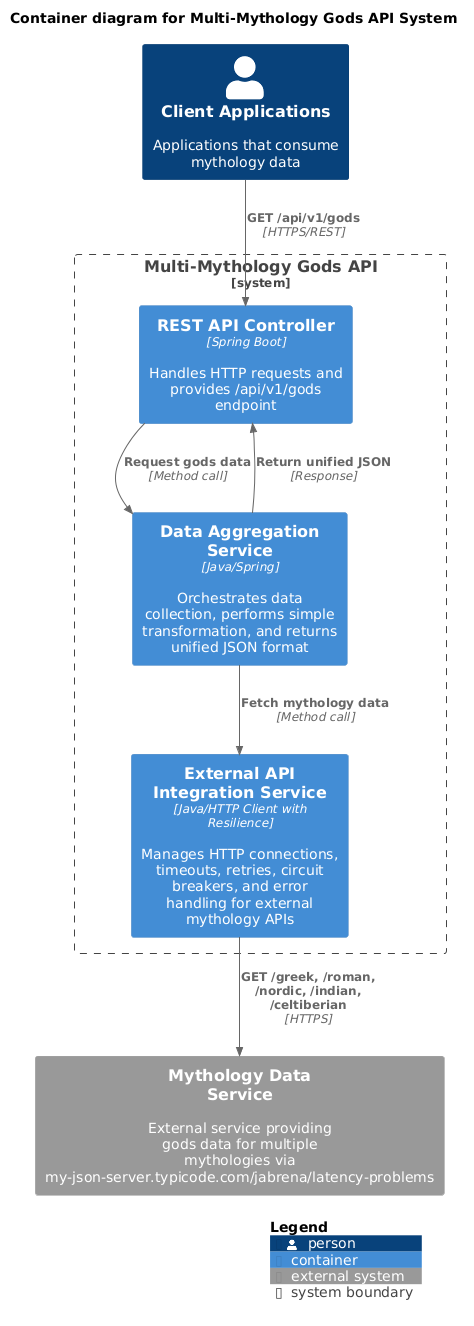 Container diagram for Multi-Mythology Gods API System
Client Applications
Applications that consume
mythology data
GET /api/v1/gods
[HTTPS/REST]
Multi-Mythology Gods API
[system]
REST API Controller
[Spring Boot]
Handles HTTP requests and
provides /api/v1/gods
endpoint
Request gods data
[Method call]
Return unified JSON
[Response]
Data Aggregation
Service
[Java/Spring]
Orchestrates data
collection, performs simple
transformation, and returns
unified JSON format
Fetch mythology data
[Method call]
External API
Integration Service
[Java/HTTP Client with
Resilience]
Manages HTTP connections,
timeouts, retries, circuit
breakers, and error
handling for external
mythology APIs
GET /greek, /roman,
/nordic, /indian,
/celtiberian
[HTTPS]
Mythology Data
Service
External service providing
gods data for multiple
mythologies via
my-json-server.typicode.com/jabrena/latency-problems
Legend
person
container
external system
system boundary